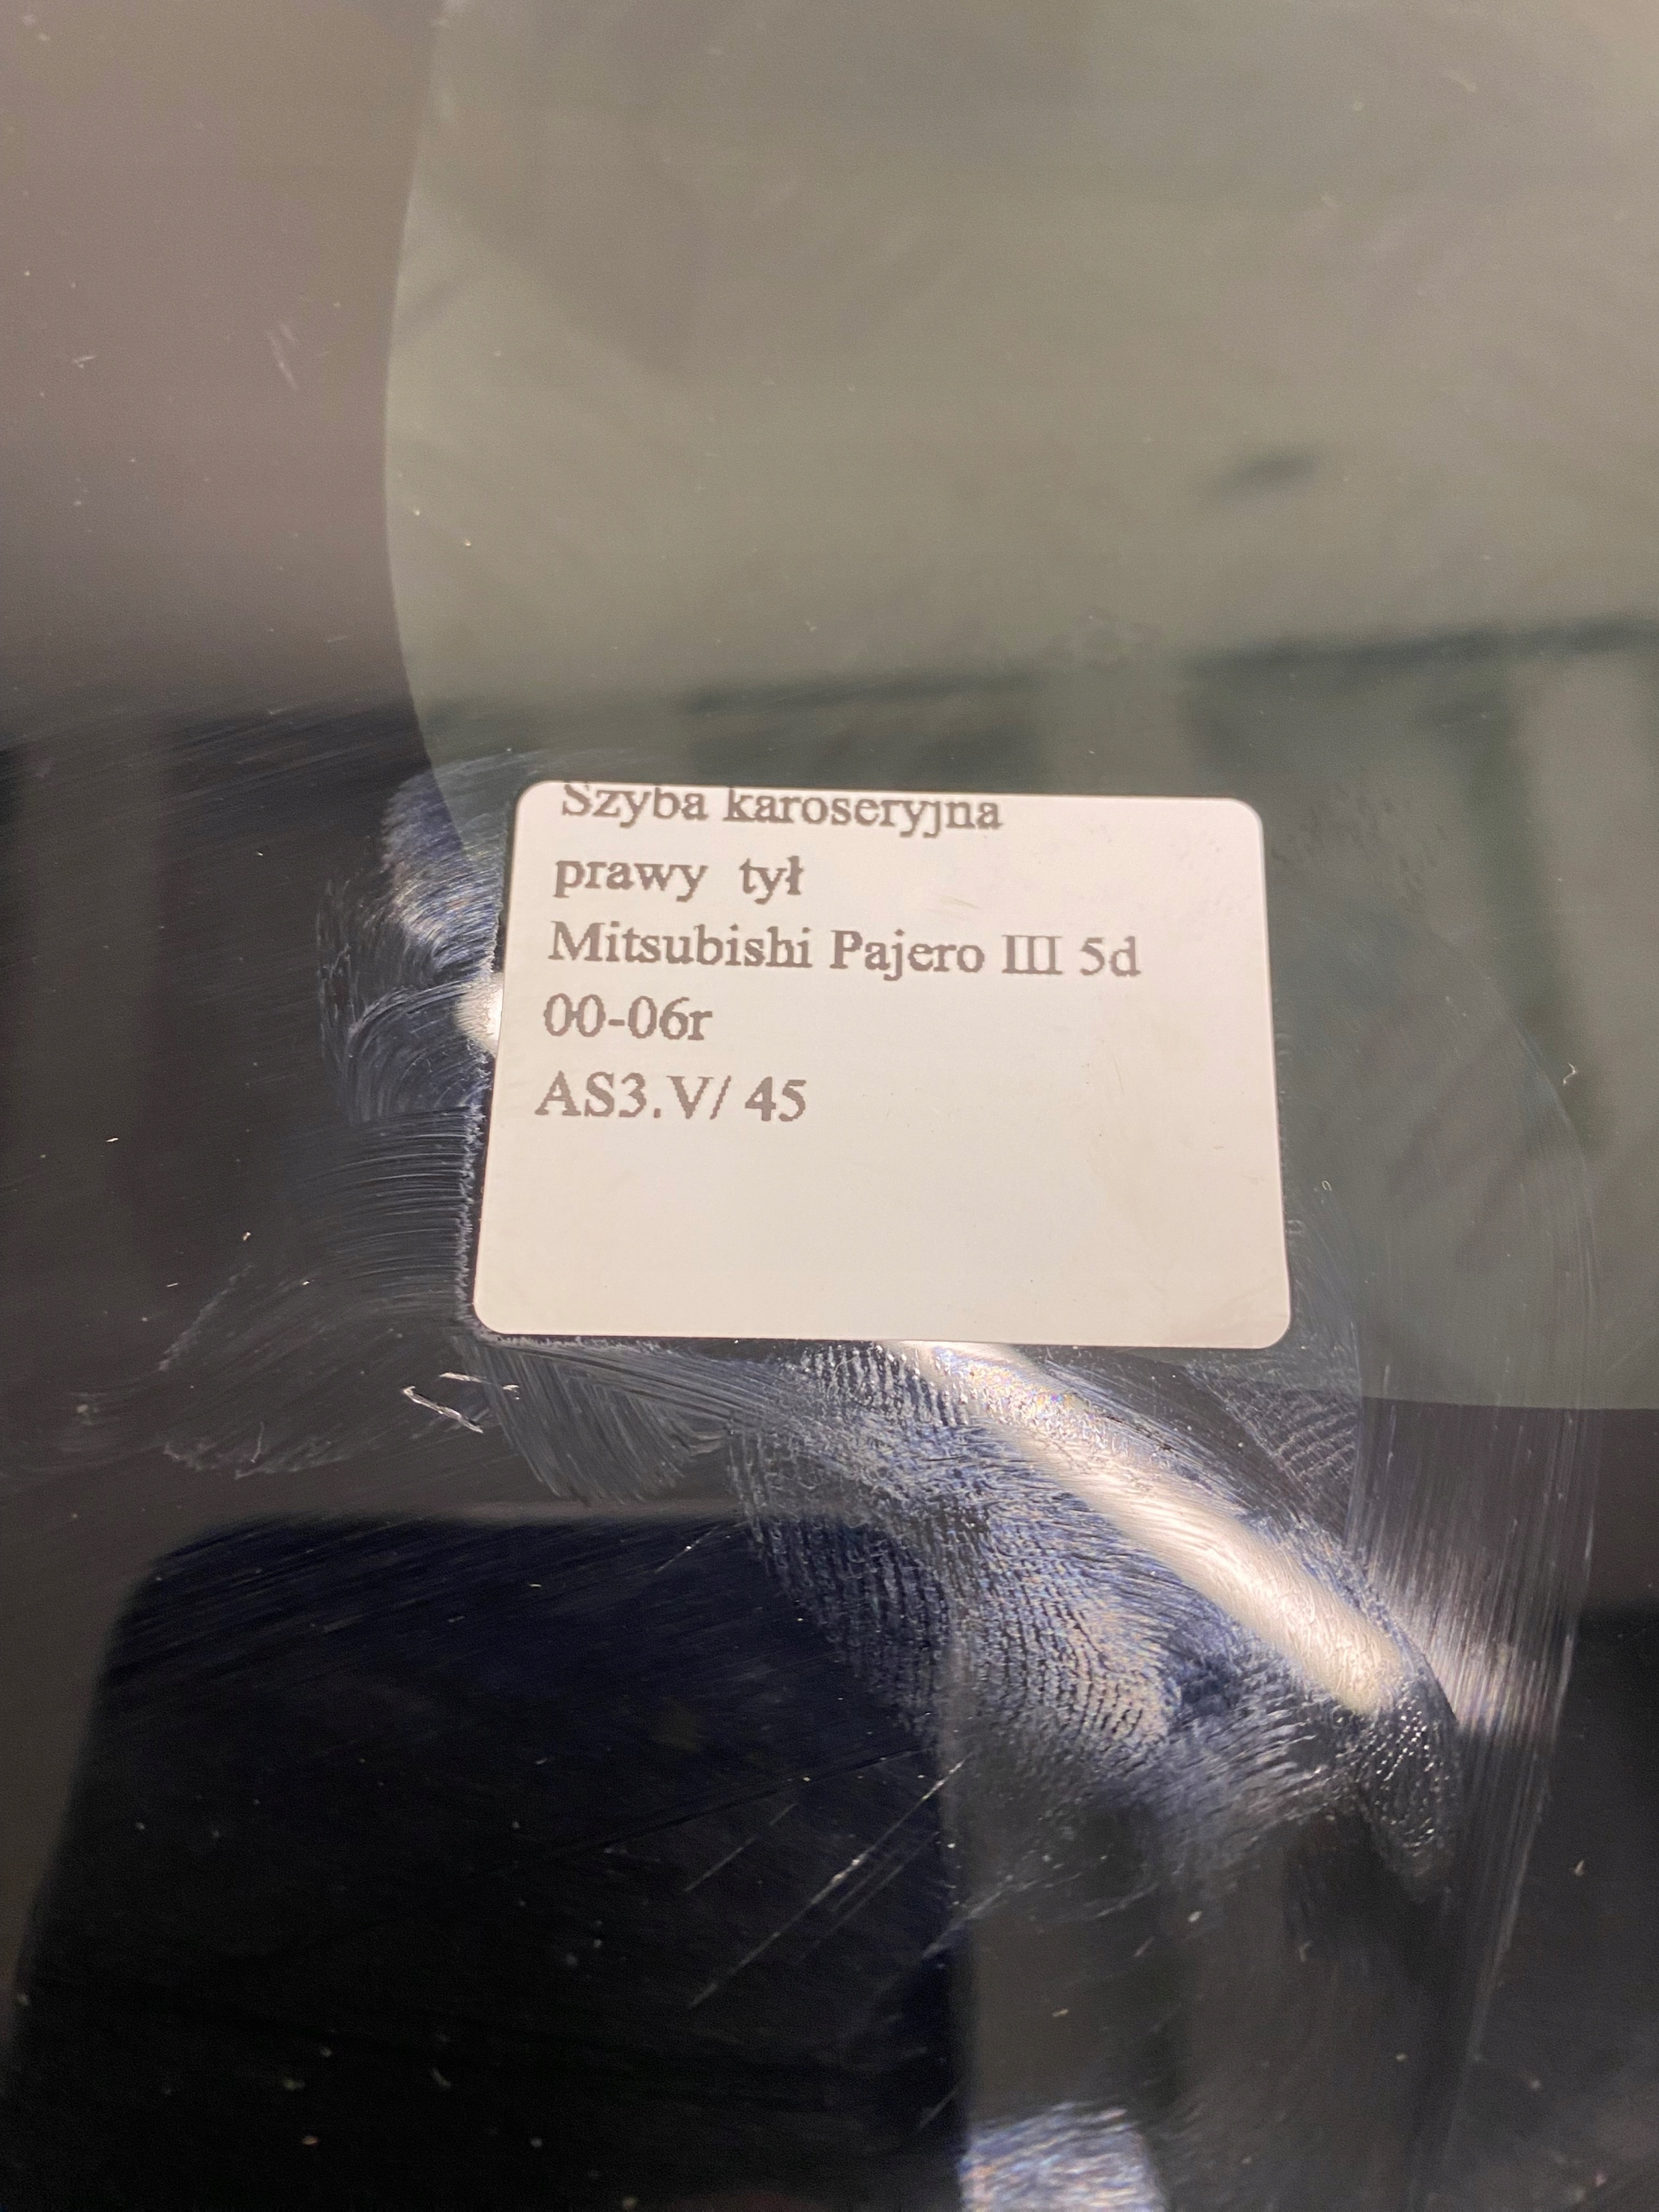 Szyba karoseryjna
prawy tył
Mitsubishi Pajero III 5d
00-06r
AS3.V/ 45